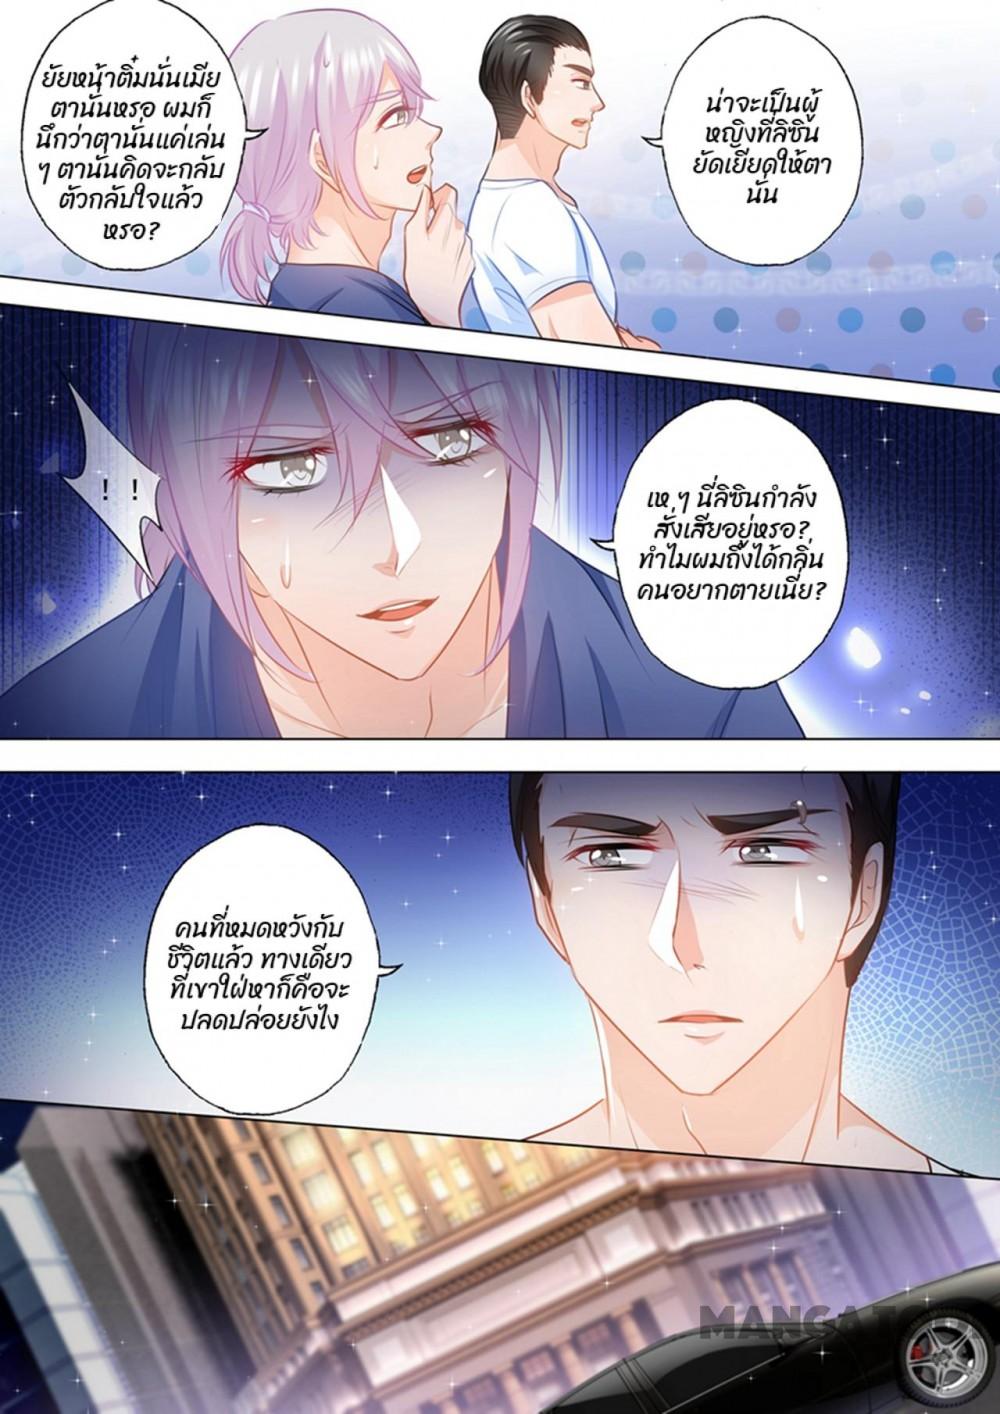 ยัยหน้าติ๋มนั่นเมีย
ตานั่นหรอ ผมก็
นึกว่าตานั่นแค่เล่น
ๆ ตานั่นคิดจะกลับ
ตัวกลับใจแล้ว
หรอ?
น่าจะเป็นผู้
หญิงที่ลิซิน
ยัดเยียดให้ตา
นั่น
! !
เห ๆ นี่ลิซินกำลัง
สั่งเสียอยู่หรอ?
ทำไมผมถึงได้กลิ่น
คนอยากตายเนี่ย?
คนที่หมดหวังกับ
ชีวิตแล้ว ทางเดียว
ที่เขาใฝ่หาก็คือจะ
ปลดปล่อยยังไง
MANGATOON